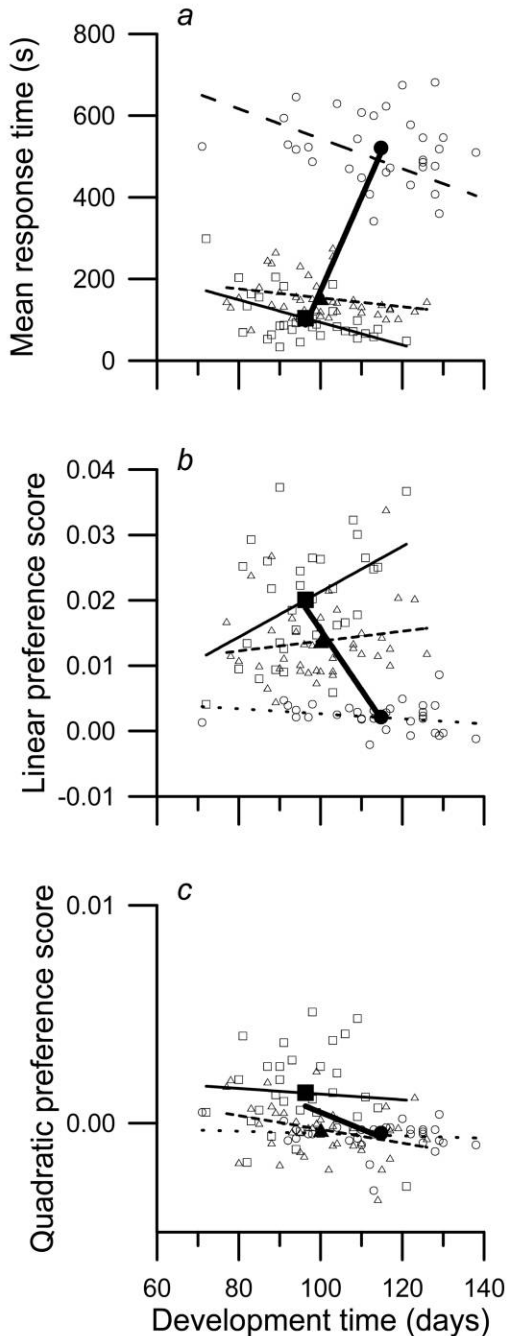 a
Mean response time (s)
800
600
400
200
0
b
Linear preference score
0.04
0.03
0.02
0.01
0.00
-0.01
c
Quadratic preference score
0.01
0.00
60
80
100
120
140
Development time (days)